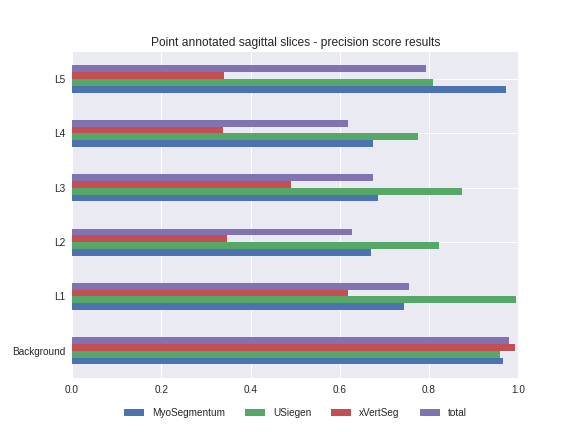 Point annotated sagittal slices - precision score results
L5
L4
L3
L2
L1
Background
0.0 0.2 0.4 0.6 0.8 1.0
MyoSegmentum USiegen xVertSeg total